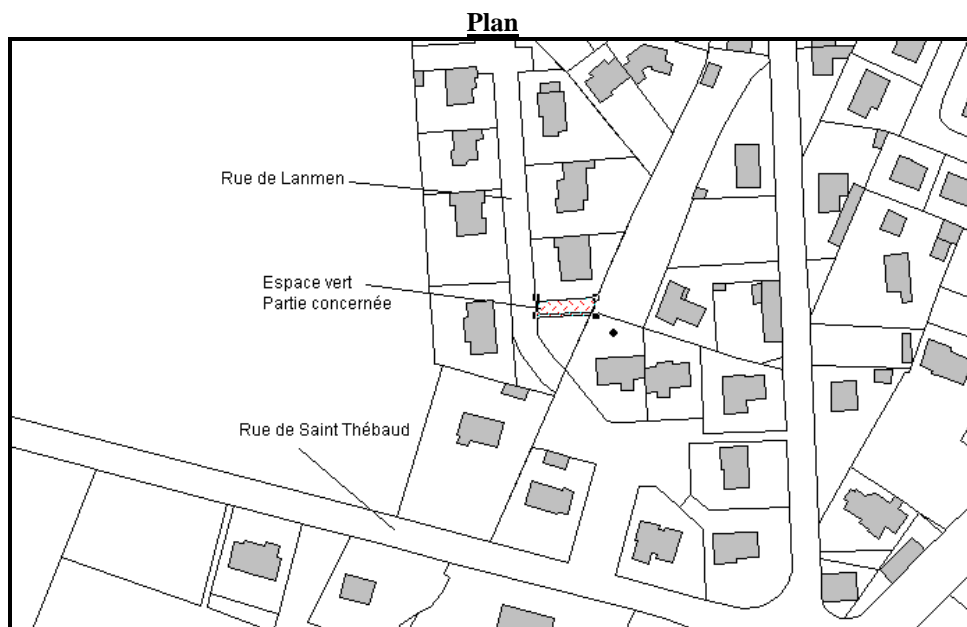 Plan
Rue de Lanmen
Espace vert
Partie concernée
Rue de Saint Thébaud